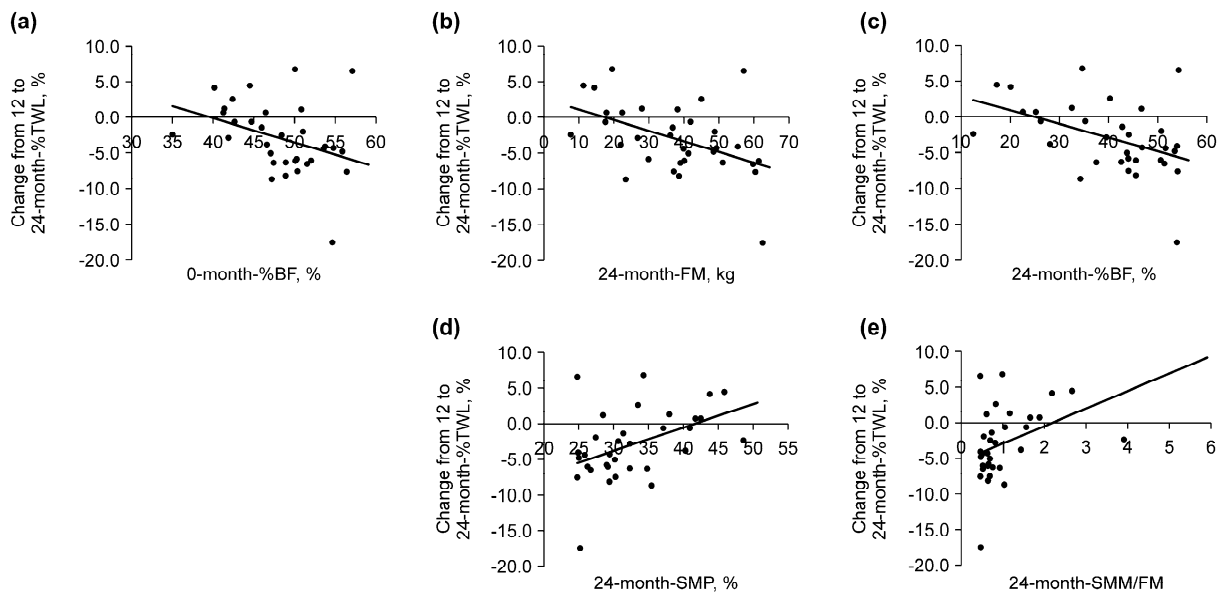 (a)
10.0
5.0
0.0
-5.0
-10.0
-15.0
-20.0
30 35 40 45 50 55 60
Change from 12 to
24-month-%TWL, %
0-month-%BF, %
(b)
10.0
5.0
0.0
-5.0
-10.0
-15.0
-20.0
0 10 20 30 40 50 60 70
Change from 12 to
24-month-%TWL, %
24-month-FM, kg
(c)
10.0
5.0
0.0
-5.0
-10.0
-15.0
-20.0
10 20 30 40 50 60
Change from 12 to
24-month-%TWL, %
24-month-%BF, %
(d)
10.0
5.0
0.0
-5.0
-10.0
-15.0
-20.0
20 25 30 35 40 45 50 55
Change from 12 to
24-month-%TWL, %
24-month-SMP, %
(e)
10.0
5.0
0.0
-5.0
-10.0
-15.0
-20.0
0 1 2 3 4 5 6
Change from 12 to
24-month-%TWL, %
24-month-SMM/FM